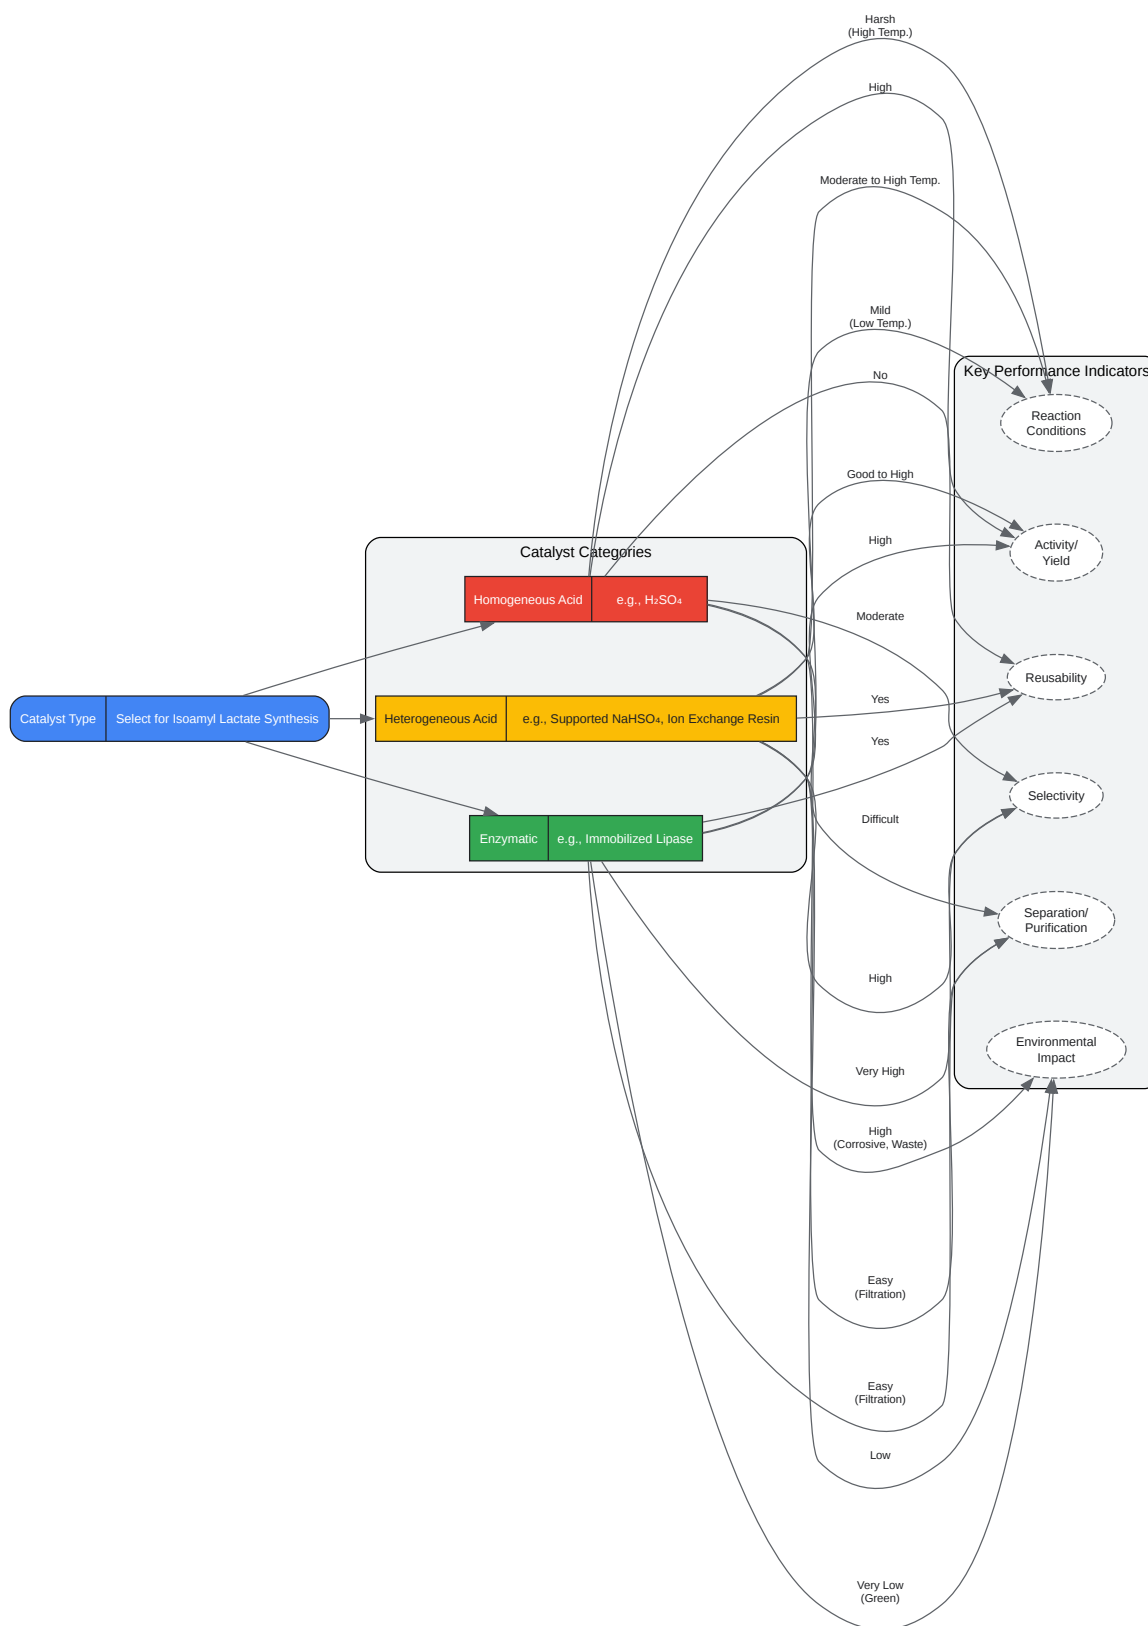 Harsh
(High Temp.)
High
Moderate to High Temp.
Mild
(Low Temp.)
No
Good to High
High
Moderate
Yes
Yes
Difficult
High
Very High
High
(Corrosive, Waste)
Easy
(Filtration)
Easy
(Filtration)
Low
Very Low
(Green)
Catalyst Type
Select for Isoamyl Lactate Synthesis
Catalyst Categories
Homogeneous Acid
e.g., H₂SO₄
Heterogeneous Acid
e.g., Supported NaHSO₄, Ion Exchange Resin
Enzymatic
e.g., Immobilized Lipase
Key Performance Indicators
Reaction
Conditions
Activity/
Yield
Reusability
Selectivity
Separation/
Purification
Environmental
Impact